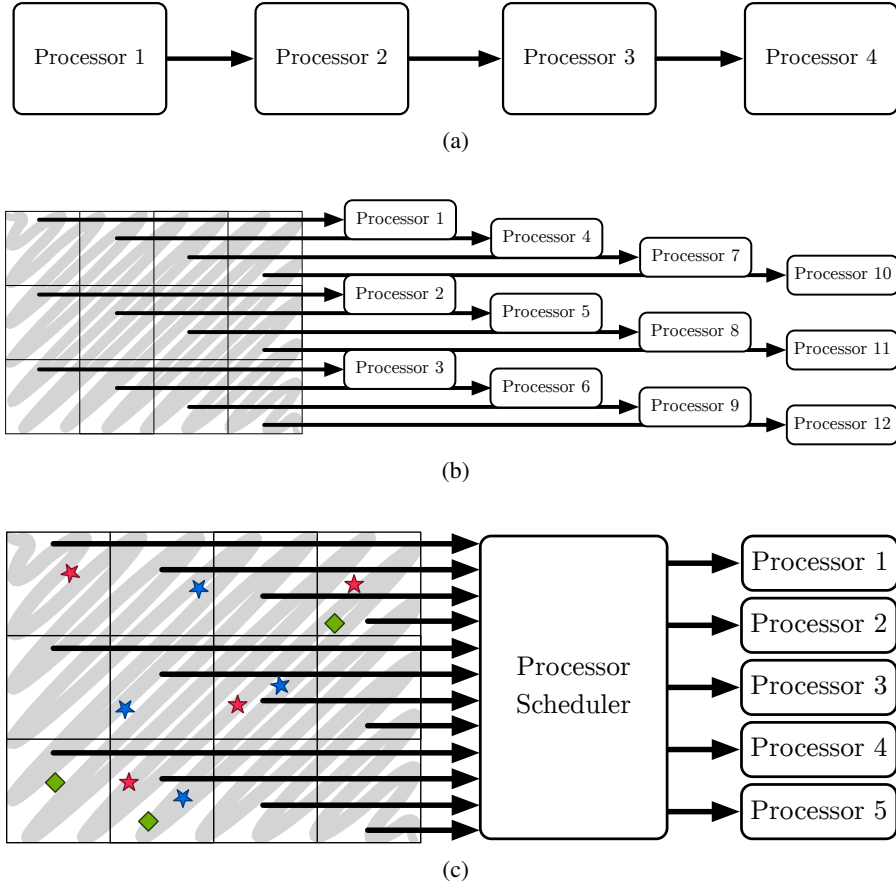 Processor 1
Processor 2
Processor 3
Processor 4
(a)
Processor 1
Processor 4
Processor 7
Processor 10
Processor 2
Processor 5
Processor 8
Processor 11
Processor 3
Processor 6
Processor 9
Processor 12
(b)
Processor
Scheduler
Processor 1
Processor 2
Processor 3
Processor 4
Processor 5
(c)